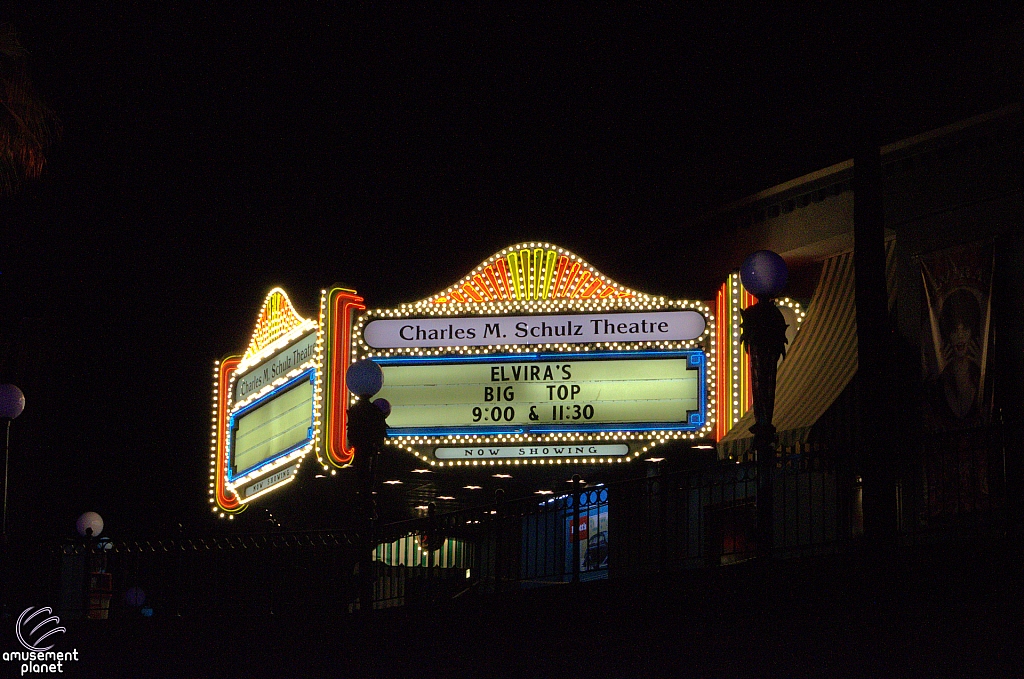 Charles M. Schulz Theatre
NOW SHOWING
Charles M. Schulz Theatre
ELVIRA'S
BIG TOP
9:00 & 11:30
NOW SHOWING
amusement
planet